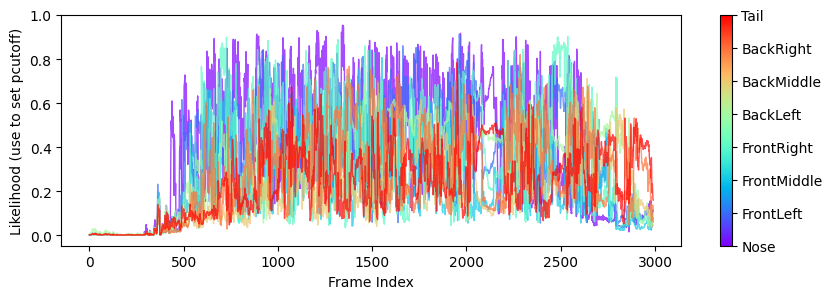 Likelihood (use to set pcutoff)
1.0
0.8
0.6
0.4
0.2
0.0
0
500
1000
1500
2000
2500
3000
Frame Index
Tail
BackRight
BackMiddle
BackLeft
FrontRight
FrontMiddle
FrontLeft
Nose